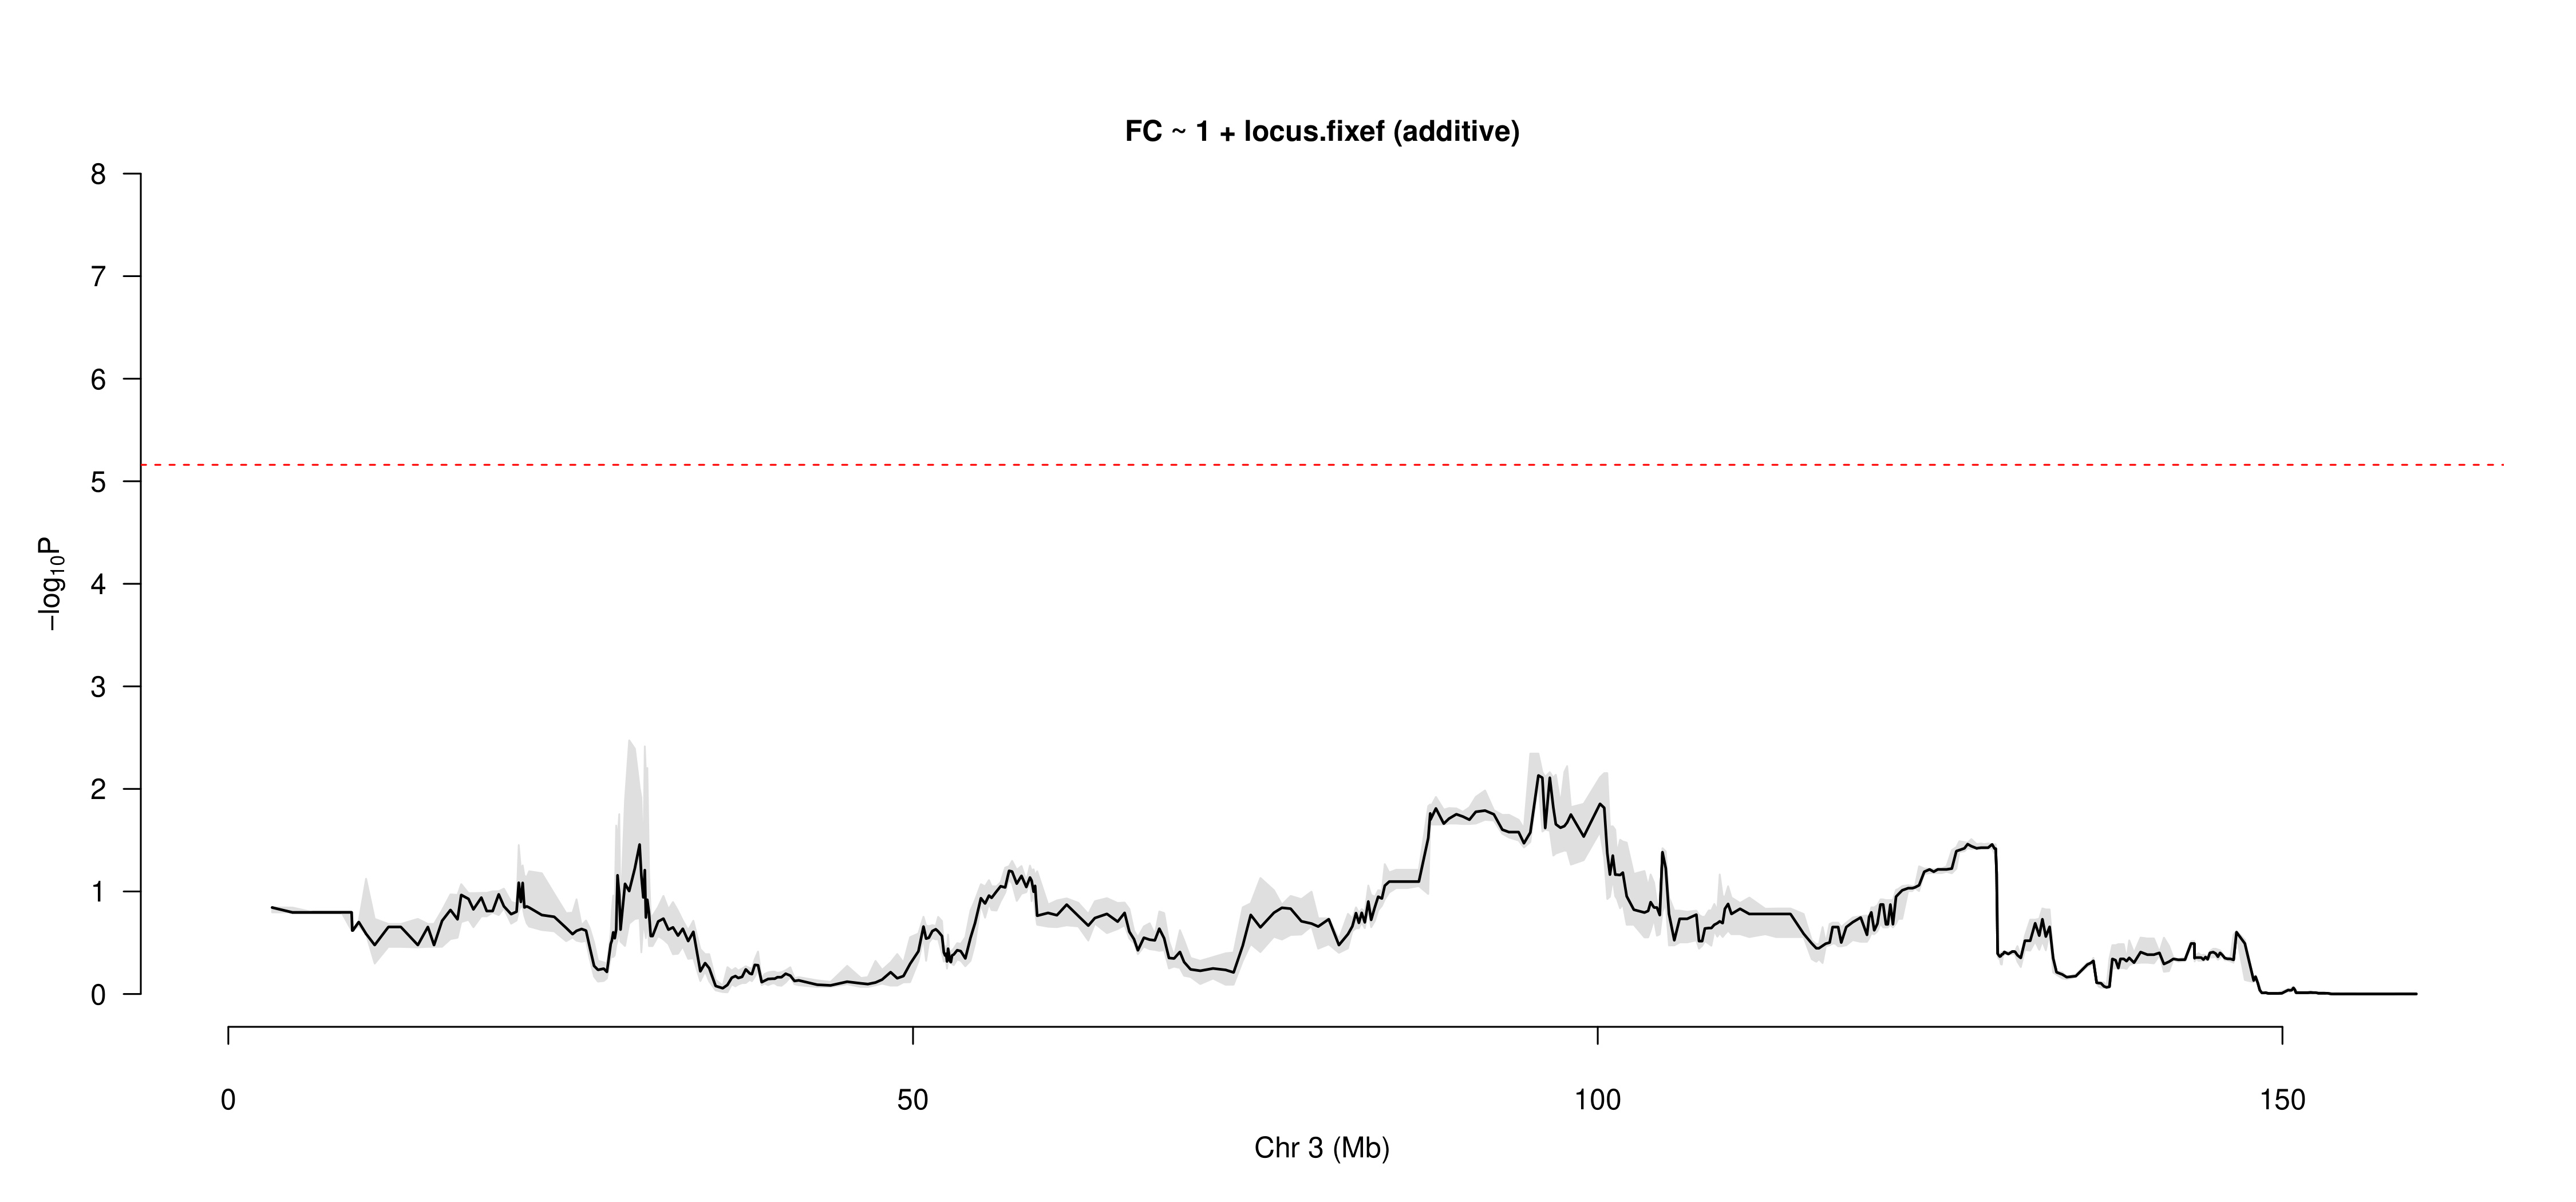 FC ~ 1 + locus.fixef (additive)
8
7
6
5
4
3
2
1
0
−log₁₀P
0 50 100 150
Chr 3 (Mb)